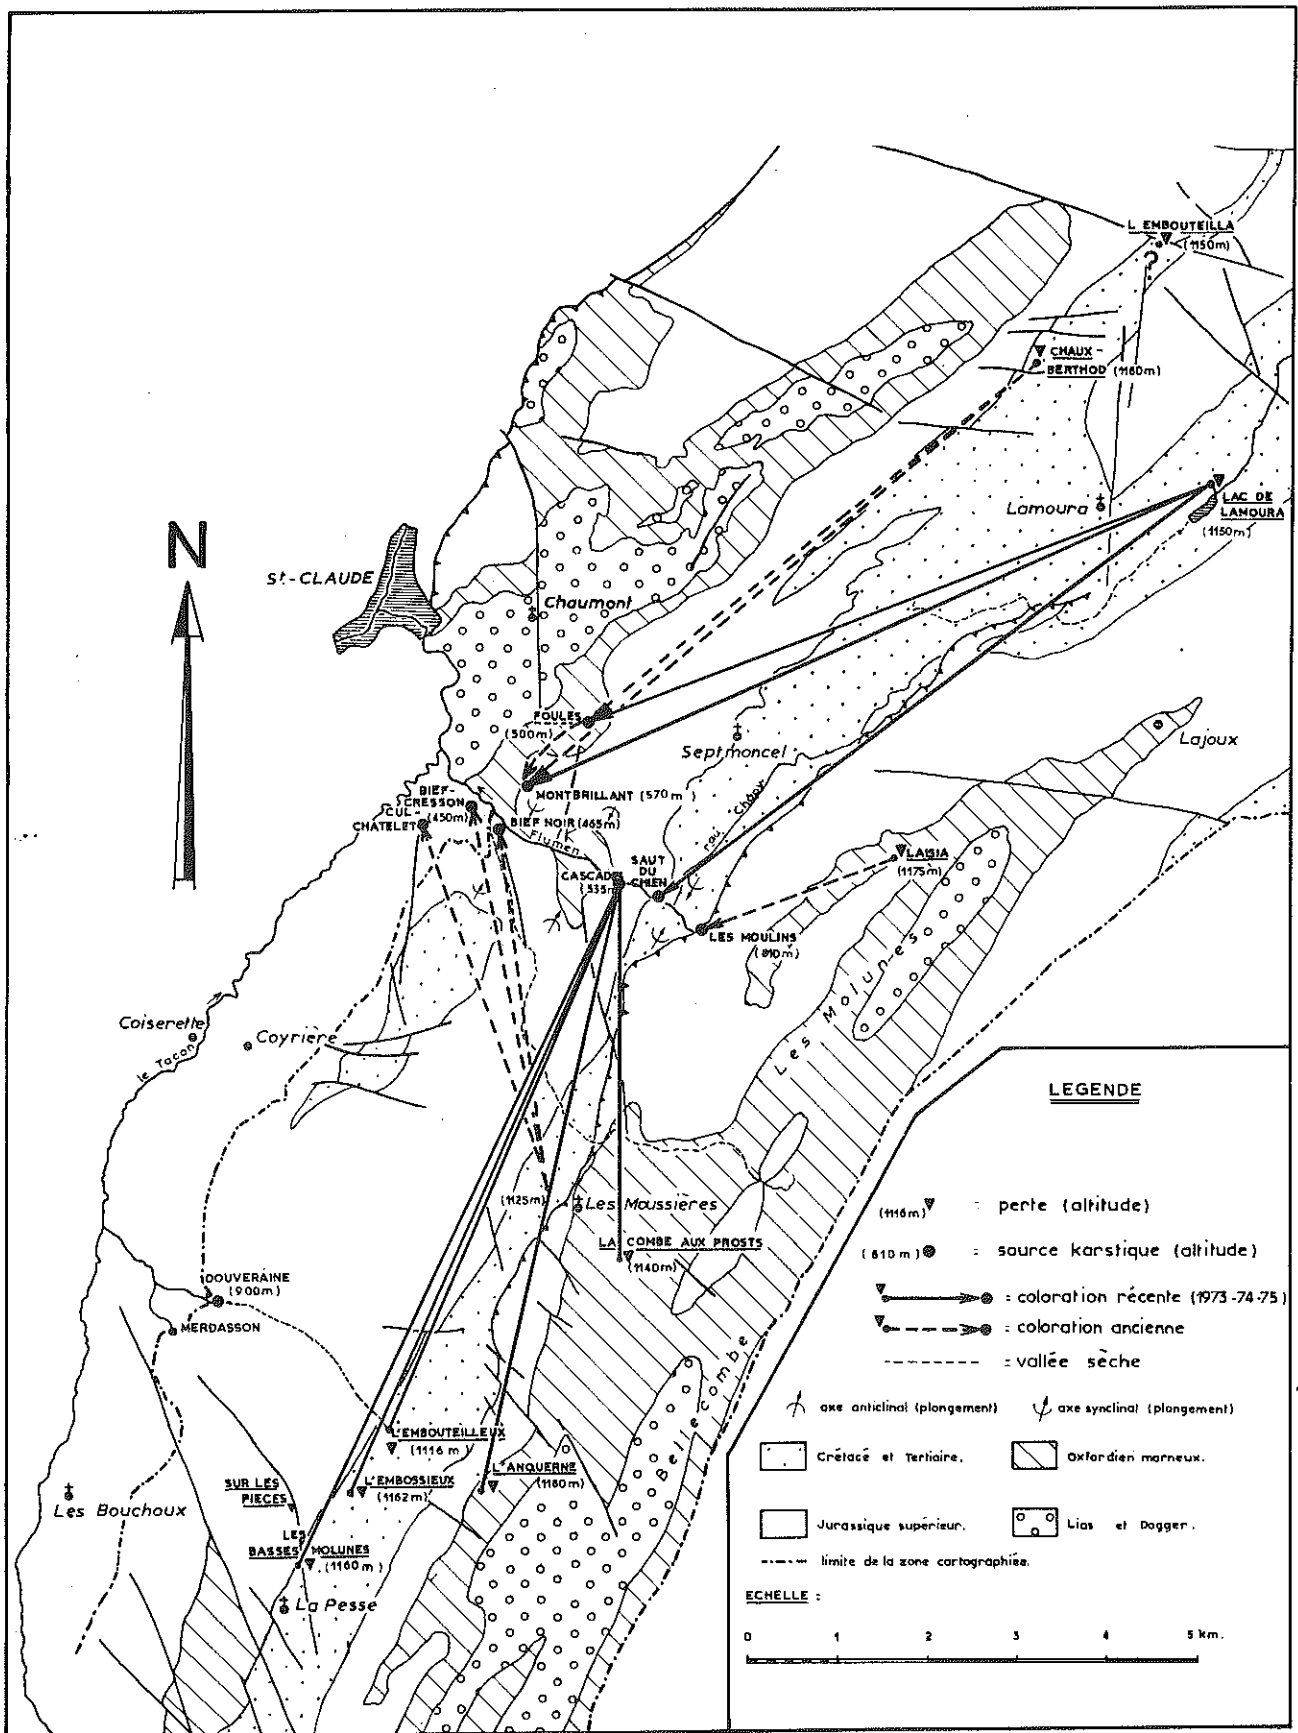 L EMBOUTEILLA
(1150m)
?
CHAUX-
BERTHOD (1180m)
Lamoura
LAC DE
LAMOURA
(1150m)
N
St-CLAUDE
Chaumont
FOULES
(500m)
Septmoncel
Lajoux
MONTBRILLANT (570m)
BIEF-
CRESSON
(450m)
CUL-
CHATELET
BIEF NOIR (465m)
Flumen
rau Chapy
SAUT
DU
CHIEN
CASCADE
535m
LAISIA
(1175m)
LES MOULINS
(810m)
Les Molunes
Coiserette
Coyrière
le Tacon
(1125m)
Les Moussières
LA COMBE AUX PROSTS
(1140m)
DOUVERAINE
(900m)
MERDASSON
L'EMBOUTEILLEUX
(1116 m)
L'EMBOSSIEUX
(1162m)
L'ANQUERNE
(1180m)
Bellecombe
SUR LES
PIECES
Les Bouchoux
LES
BASSES MOLUNES
(1160m)
La Pesse
LEGENDE
(1116m) : perte (altitude)
(810m) : source karstique (altitude)
: coloration récente (1973-74-75)
: coloration ancienne
: vallée sèche
axe anticlinal (plongement)
axe synclinal (plongement)
Crétacé et Tertiaire.
Oxfordien marneux.
Jurassique supérieur.
Lias et Dogger.
limite de la zone cartographiée.
ECHELLE :
0 1 2 3 4 5 km.